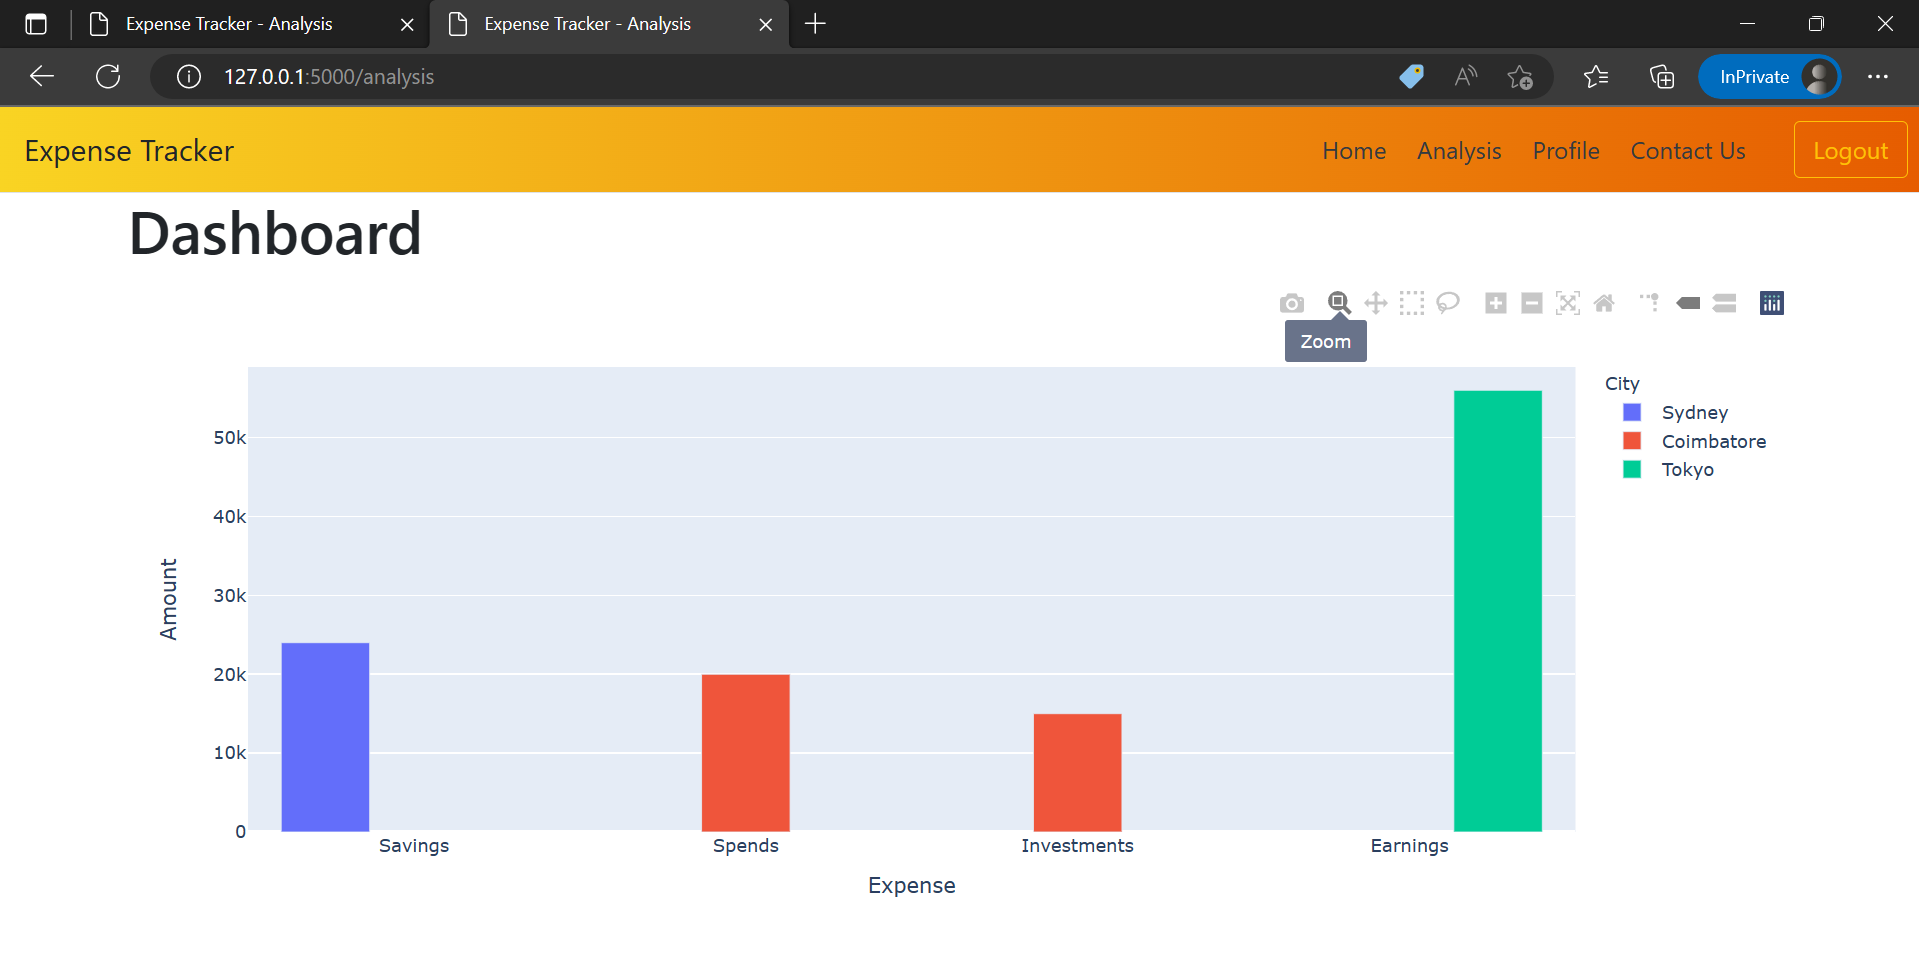 Expense Tracker - Analysis
Expense Tracker - Analysis
127.0.0.1:5000/analysis
InPrivate
Expense Tracker
Home Analysis Profile Contact Us Logout
Dashboard
Zoom
City
Sydney
Coimbatore
Tokyo
50k
40k
30k
20k
10k
0
Amount
Savings Spends Investments Earnings
Expense